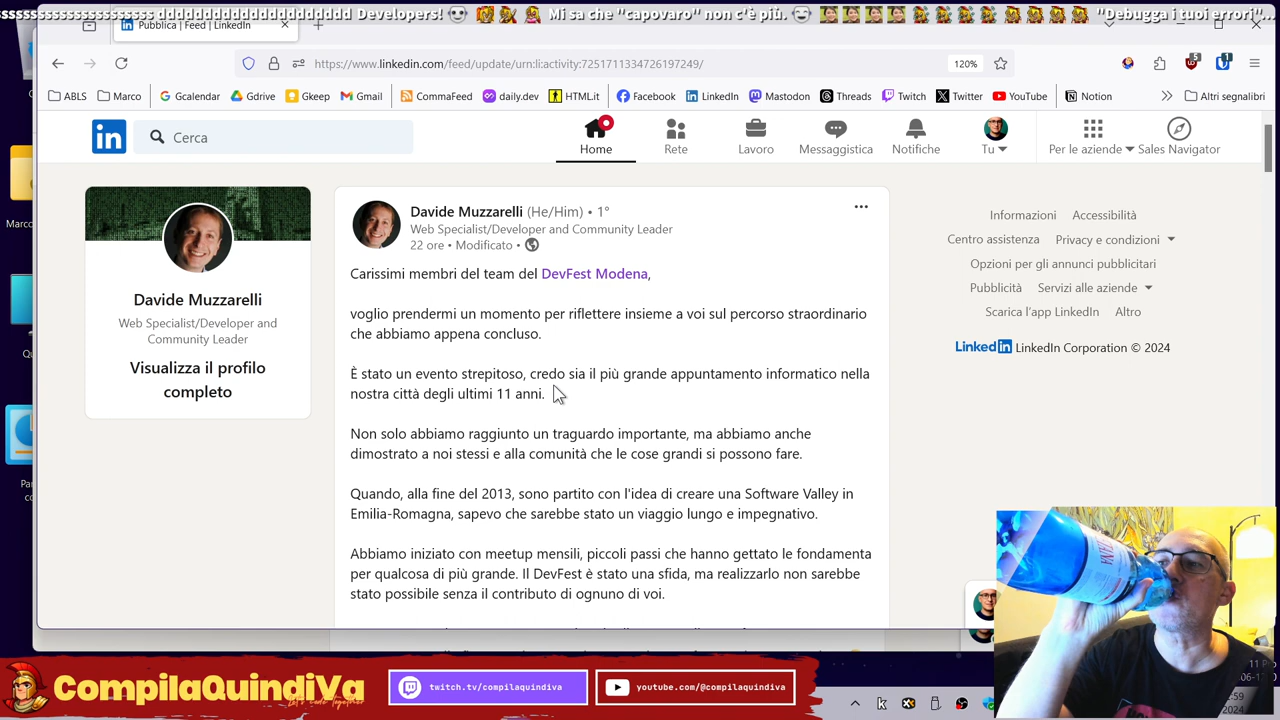 sssssssssssssss dddddddddddddddddddd Developers! Mi sa che "capovaro" non c'è più. "Debugga i tuoi errori"...
Pubblica | Feed | LinkedIn
https://www.linkedin.com/feed/update/urn:li:activity:7251711334726197249/
120%
5
1
ABLS
Marco
Gcalendar
Gdrive
Gkeep
Gmail
CommaFeed
daily.dev
HTML.it
Facebook
LinkedIn
Mastodon
Threads
Twitch
Twitter
YouTube
Notion
Altri segnalibri
in
Cerca
Home
Rete
Lavoro
Messaggistica
Notifiche
Tu
Per le aziende
Sales Navigator
Davide Muzzarelli
Web Specialist/Developer and
Community Leader
Visualizza il profilo
completo
Davide Muzzarelli (He/Him) • 1°
Web Specialist/Developer and Community Leader
22 ore • Modificato •
Carissimi membri del team del DevFest Modena,
voglio prendermi un momento per riflettere insieme a voi sul percorso straordinario
che abbiamo appena concluso.
È stato un evento strepitoso, credo sia il più grande appuntamento informatico nella
nostra città degli ultimi 11 anni.
Non solo abbiamo raggiunto un traguardo importante, ma abbiamo anche
dimostrato a noi stessi e alla comunità che le cose grandi si possono fare.
Quando, alla fine del 2013, sono partito con l'idea di creare una Software Valley in
Emilia-Romagna, sapevo che sarebbe stato un viaggio lungo e impegnativo.
Abbiamo iniziato con meetup mensili, piccoli passi che hanno gettato le fondamenta
per qualcosa di più grande. Il DevFest è stato una sfida, ma realizzarlo non sarebbe
stato possibile senza il contributo di ognuno di voi.
Informazioni
Accessibilità
Centro assistenza
Privacy e condizioni
Opzioni per gli annunci pubblicitari
Pubblicità
Servizi alle aziende
Scarica l'app LinkedIn
Altro
LinkedIn LinkedIn Corporation © 2024
CompilaQuindiVa
Let's code Together
twitch.tv/compilaquindiva
youtube.com/@compilaquindiva